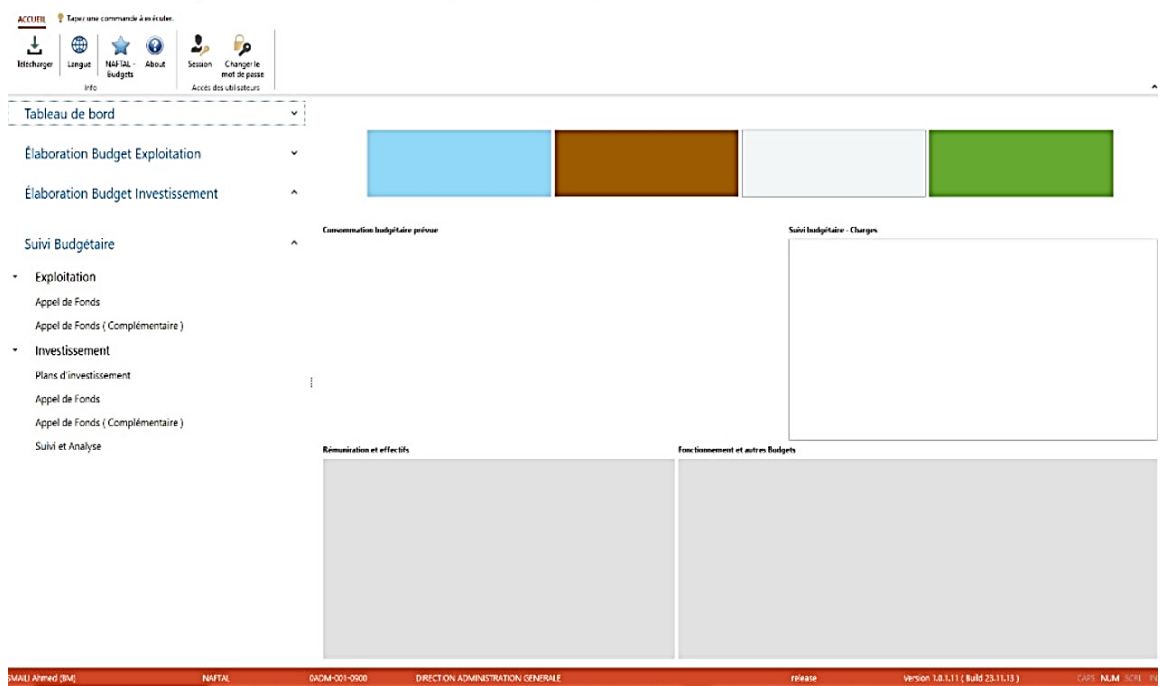 ACCUEIL Tapez une commande à exécuter.
Télécharger Langue NAFTAL - Budgets About Session Changer le mot de passe
Info Accès des utilisateurs
Tableau de bord
Élaboration Budget Exploitation
Élaboration Budget Investissement
Consommation budgétaire prévue Suivi budgétaire - Charges
Suivi Budgétaire
Exploitation
Appel de Fonds
Appel de Fonds ( Complémentaire )
Investissement
Plans d'investissement
Appel de Fonds
Appel de Fonds ( Complémentaire )
Suivi et Analyse
Rémuniration et effectifs Fonctionnement et autres Budgets
SMAILI Ahmed (BM) NAFTAL 0ADM-001-0900 DIRECTION ADMINISTRATION GENERALE release Version 1.0.1.11 ( Build 23.11.13 ) CAPS NUM SCRL